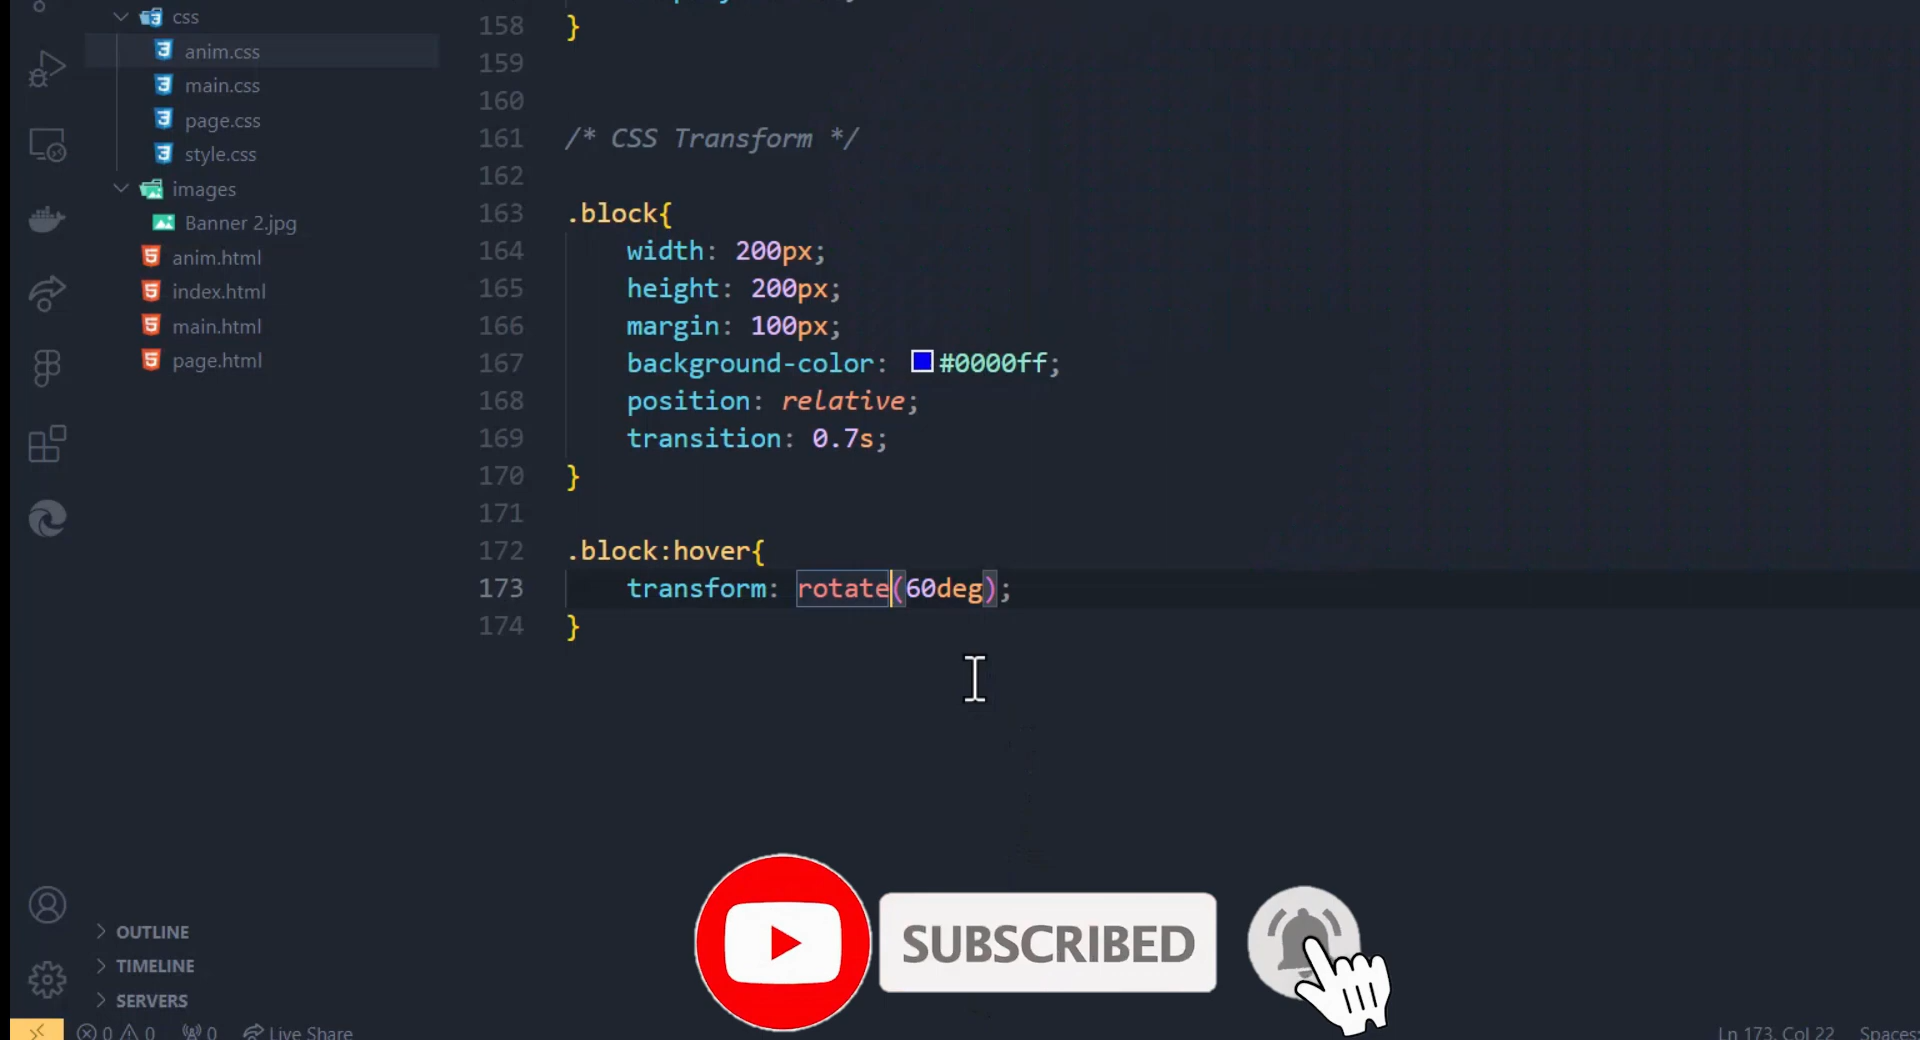 css
anim.css
main.css
page.css
style.css
images
Banner 2.jpg
anim.html
index.html
main.html
page.html
OUTLINE
TIMELINE
SERVERS
158 }
159
160
161 /* CSS Transform */
162
163 .block{
164 width: 200px;
165 height: 200px;
166 margin: 100px;
167 background-color: #0000ff;
168 position: relative;
169 transition: 0.7s;
170 }
171
172 .block:hover{
173 transform: rotate(60deg);
174 }
SUBSCRIBED
0 0 0 Live Share
Ln 173, Col 22 Spaces: